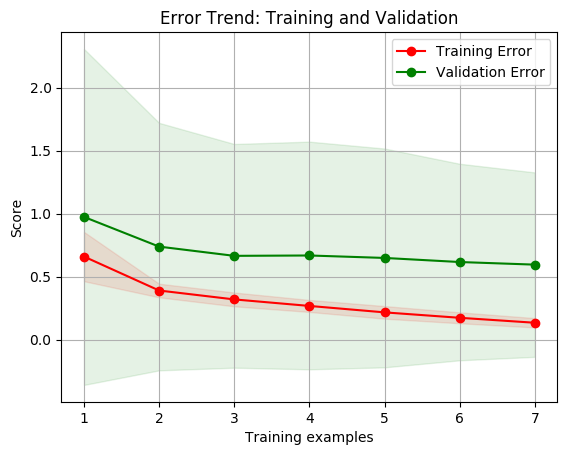 Error Trend: Training and Validation
Training Error
Validation Error
2.0
1.5
1.0
0.5
0.0
Score
1 2 3 4 5 6 7
Training examples